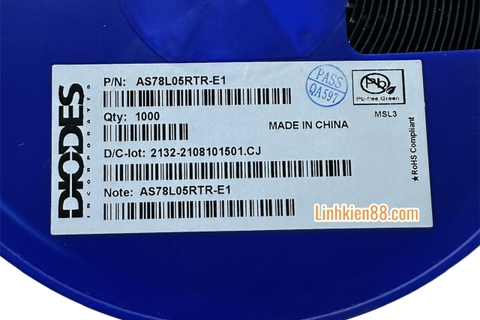 DIODES
INCORPORATED
P/N: AS78L05RTR-E1
Qty: 1000
MADE IN CHINA
D/C-lot: 2132-2108101501.CJ
Note: AS78L05RTR-E1
PASS
QA597
Pb
Pb-free.Green
MSL3
★RoHS Compliant
Linhkien88.com